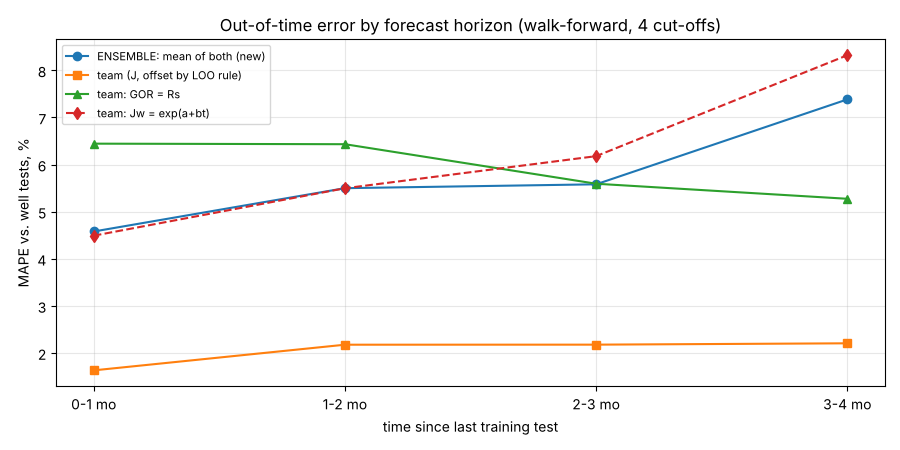 Out-of-time error by forecast horizon (walk-forward, 4 cut-offs)
ENSEMBLE: mean of both (new)
team (J, offset by LOO rule)
team: GOR = Rs
team: Jw = exp(a+bt)
MAPE vs. well tests, %
8
7
6
5
4
3
2
0-1 mo
1-2 mo
2-3 mo
3-4 mo
time since last training test